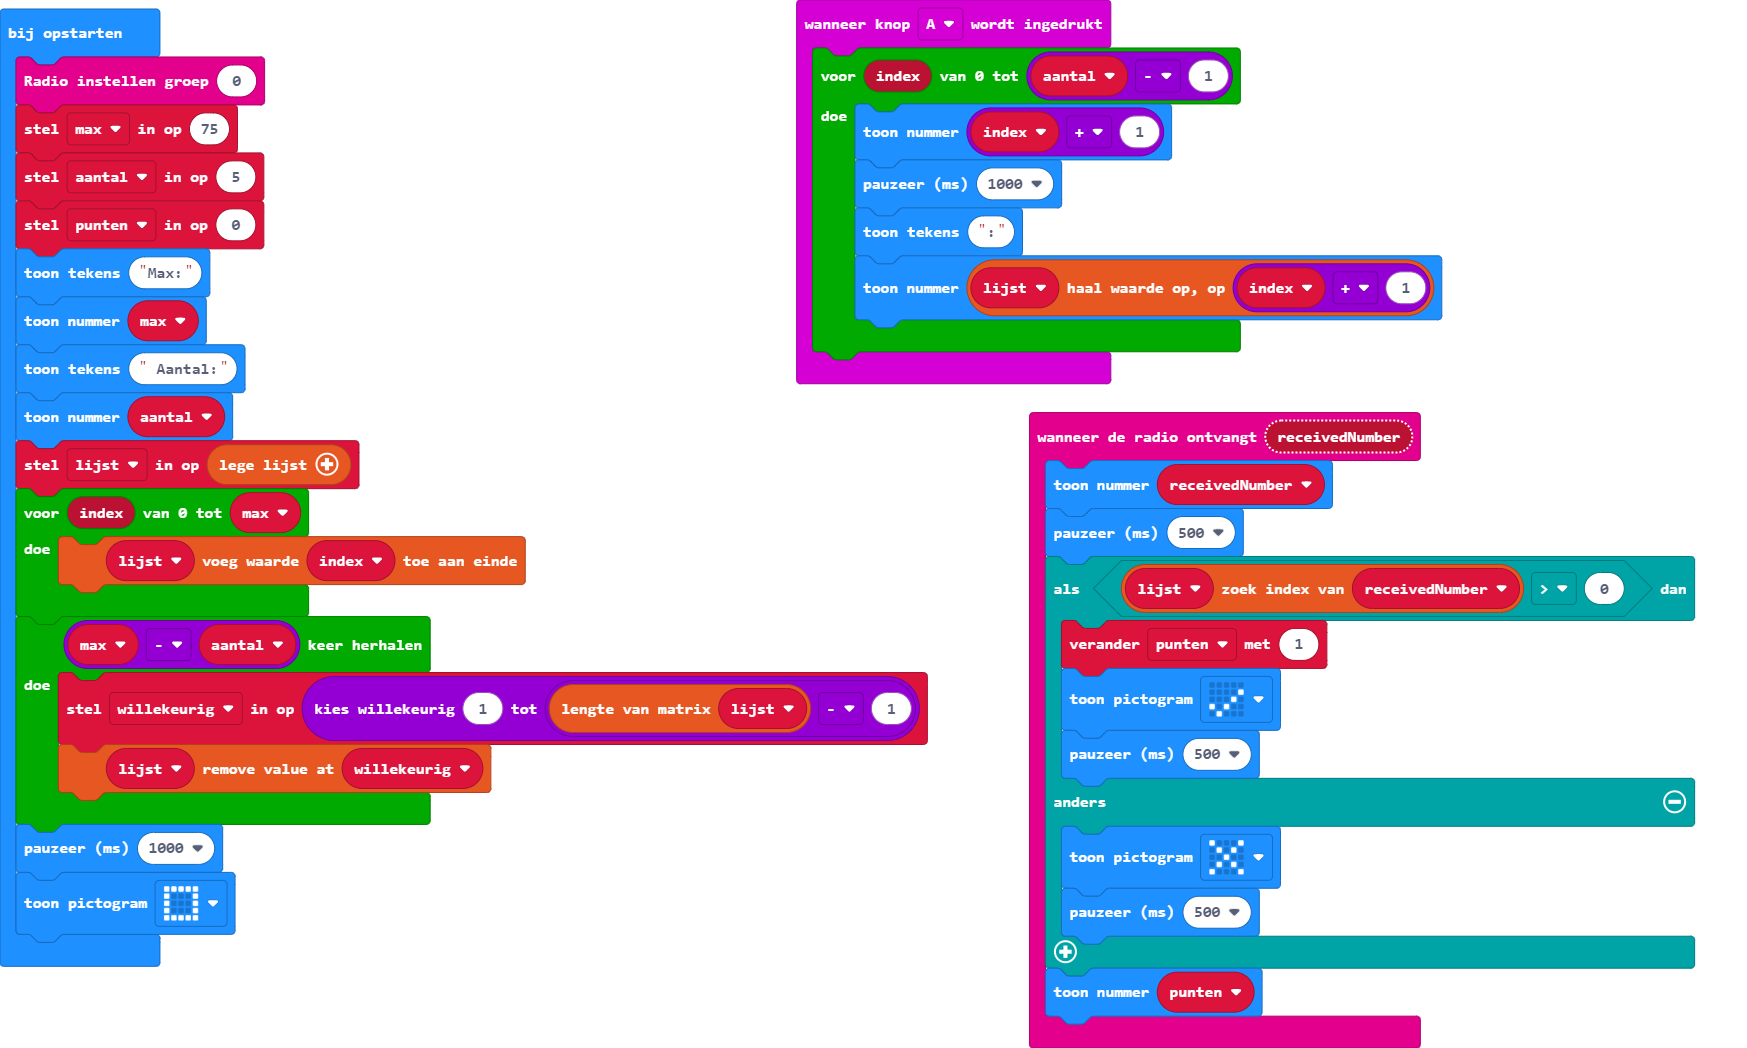 bij opstarten
Radio instellen groep 0
stel max in op 75
stel aantal in op 5
stel punten in op 0
toon tekens "Max:"
toon nummer max
toon tekens " Aantal:"
toon nummer aantal
stel lijst in op lege lijst
voor index van 0 tot max
doe
lijst voeg waarde index toe aan einde
max - aantal keer herhalen
doe
stel willekeurig in op kies willekeurig 1 tot lengte van matrix lijst - 1
lijst remove value at willekeurig
pauzeer (ms) 1000
toon pictogram
wanneer knop A wordt ingedrukt
voor index van 0 tot aantal - 1
doe
toon nummer index + 1
pauzeer (ms) 1000
toon tekens ":"
toon nummer lijst haal waarde op, op index + 1
wanneer de radio ontvangt receivedNumber
toon nummer receivedNumber
pauzeer (ms) 500
als lijst zoek index van receivedNumber > 0 dan
verander punten met 1
toon pictogram
pauzeer (ms) 500
anders
toon pictogram
pauzeer (ms) 500
toon nummer punten